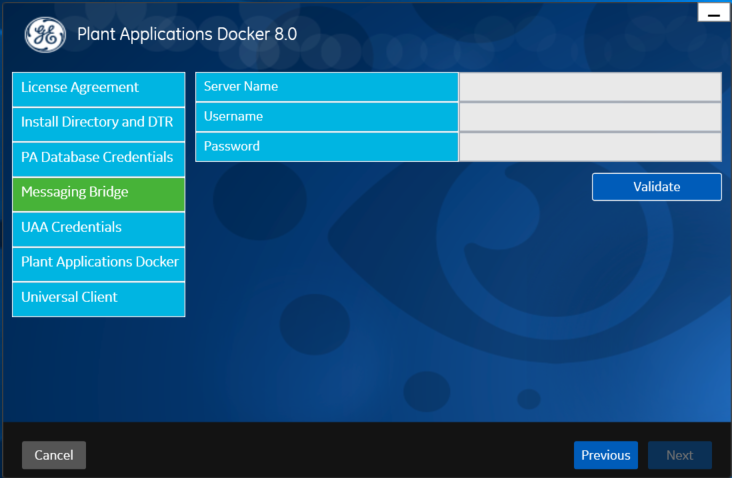 Plant Applications Docker 8.0
License Agreement
Install Directory and DTR
PA Database Credentials
Messaging Bridge
UAA Credentials
Plant Applications Docker
Universal Client
Server Name
Username
Password
Validate
Cancel
Previous
Next